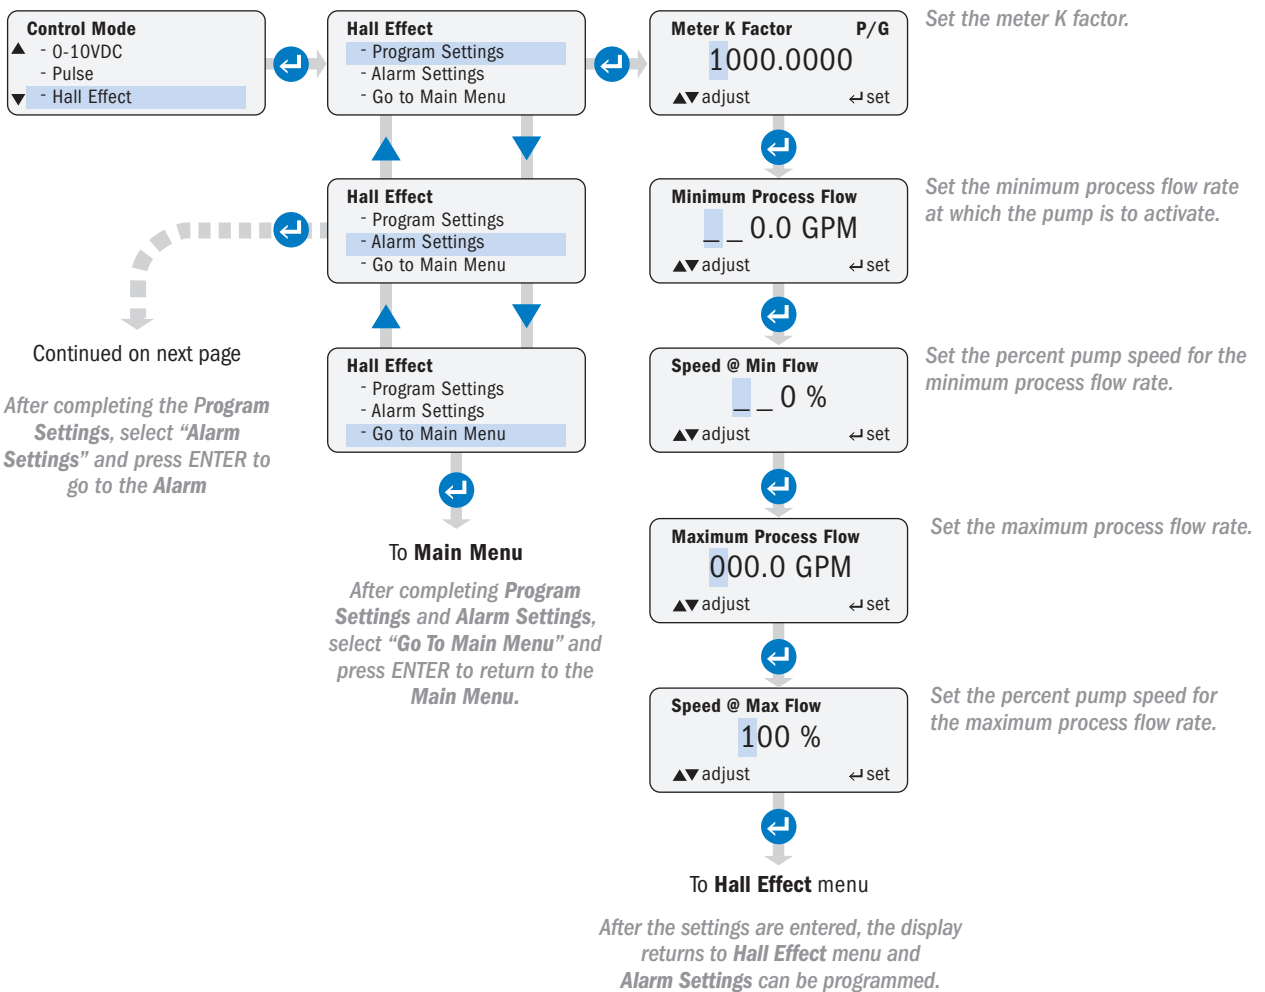 Control Mode
- 0-10VDC
- Pulse
- Hall Effect
Hall Effect
- Program Settings
- Alarm Settings
- Go to Main Menu
Meter K Factor P/G
1000.0000
▲▼ adjust ↵ set
Set the meter K factor.
Hall Effect
- Program Settings
- Alarm Settings
- Go to Main Menu
Minimum Process Flow
_ _ 0.0 GPM
▲▼ adjust ↵ set
Set the minimum process flow rate
at which the pump is to activate.
Continued on next page
After completing the Program
Settings, select “Alarm
Settings” and press ENTER to
go to the Alarm
Hall Effect
- Program Settings
- Alarm Settings
- Go to Main Menu
To Main Menu
After completing Program
Settings and Alarm Settings,
select “Go To Main Menu” and
press ENTER to return to the
Main Menu.
Speed @ Min Flow
_ _ 0 %
▲▼ adjust ↵ set
Set the percent pump speed for the
minimum process flow rate.
Maximum Process Flow
000.0 GPM
▲▼ adjust ↵ set
Set the maximum process flow rate.
Speed @ Max Flow
100 %
▲▼ adjust ↵ set
Set the percent pump speed for
the maximum process flow rate.
To Hall Effect menu
After the settings are entered, the display
returns to Hall Effect menu and
Alarm Settings can be programmed.